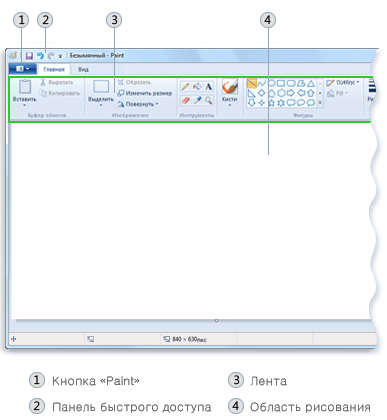 1 2 3 4
Безымянный - Paint
Главная Вид
Вставить
Вырезать
Копировать
Буфер обмена
Выделить
Обрезать
Изменить размер
Повернуть
Изображение
A
Инструменты
Кисти
Outline
Fill
Фигуры
840 × 630пкс
1 Кнопка «Paint»
3 Лента
2 Панель быстрого доступа
4 Область рисования